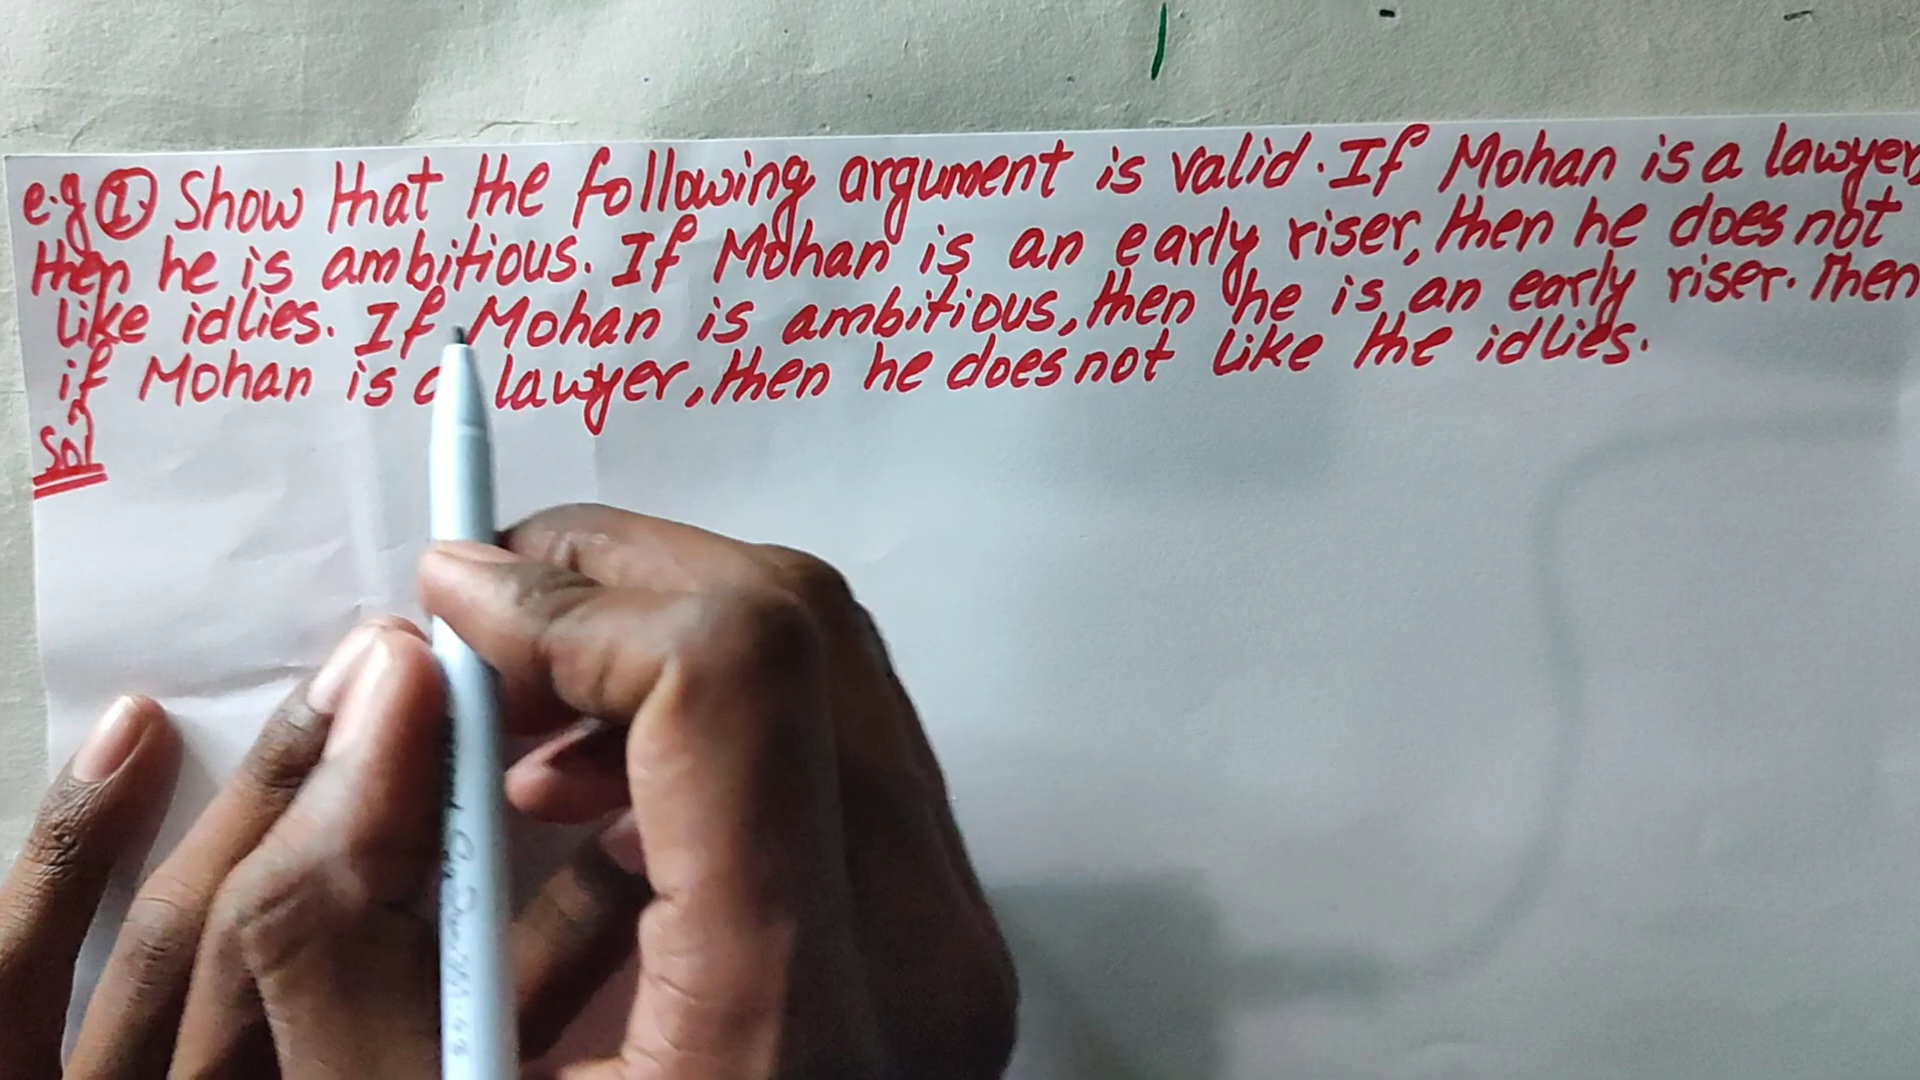 e.g ① Show that the following argument is valid. If Mohan is a lawyer,
then he is ambitious. If Mohan is an early riser, then he does not
like idlies. If Mohan is ambitious, then he is an early riser. Then
if Mohan is a lawyer, then he does not like the idlies.
Sol